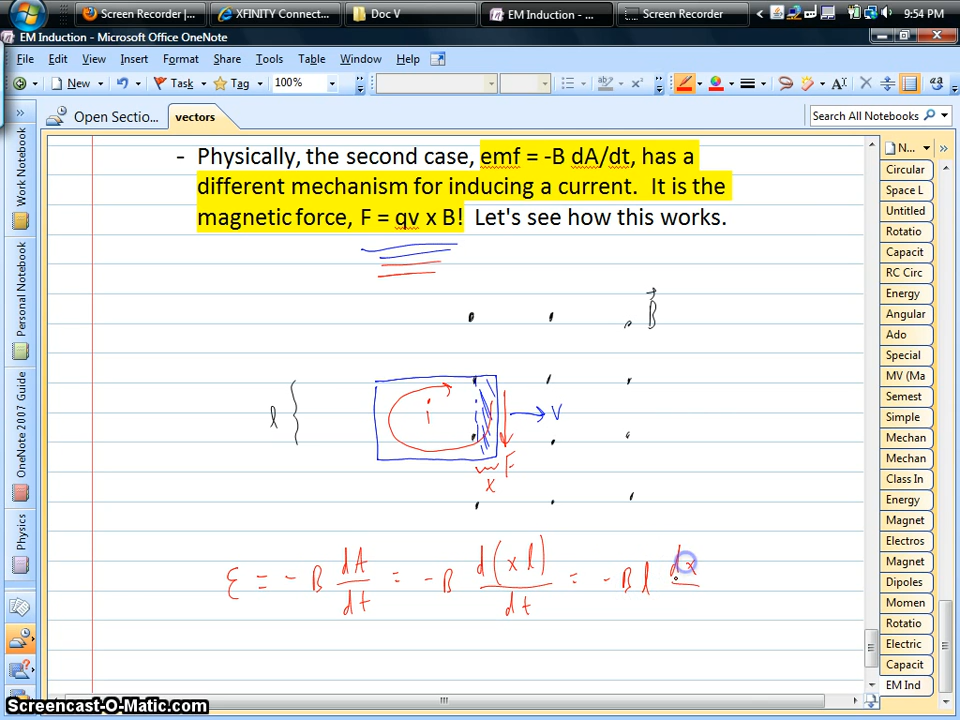 Screen Recorder |...
XFINITY Connect...
Doc V
EM Induction - ...
Screen Recorder
9:54 PM
EM Induction - Microsoft Office OneNote
File Edit View Insert Format Share Tools Table Window Help
New Task Tag 100%
Open Sectio... vectors
Search All Notebooks
Work Notebook
Personal Notebook
OneNote 2007 Guide
Physics
- Physically, the second case, emf = -B dA/dt, has a
different mechanism for inducing a current. It is the
magnetic force, F = qv x B! Let's see how this works.
B
l
i
V
F
x
ε = - B dA/dt = - B d(x l)/dt = - B l dx
N...
Circular
Space L
Untitled
Rotatio
Capacit
RC Circ
Energy
Angular
Ado
Special
MV (Ma
Semest
Simple
Mechan
Mechan
Class In
Energy
Magnet
Electros
Magnet
Dipoles
Momen
Rotatio
Electric
Capacit
EM Ind
Screencast-O-Matic.com